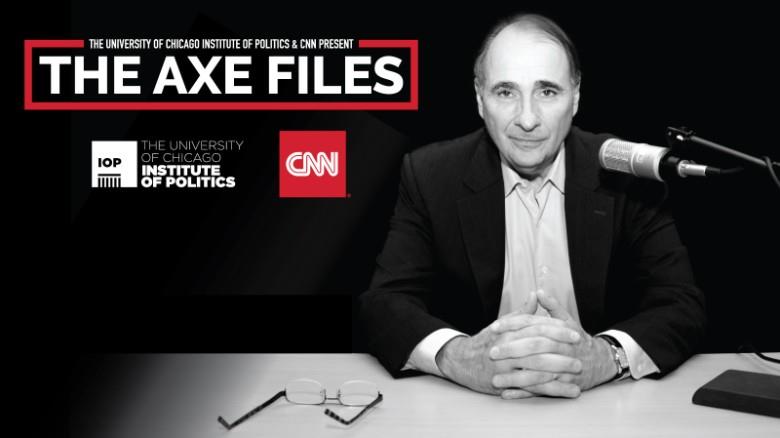 THE UNIVERSITY OF CHICAGO INSTITUTE OF POLITICS & CNN PRESENT
THE AXE FILES
IOP
THE UNIVERSITY
OF CHICAGO
INSTITUTE
OF POLITICS
CNN